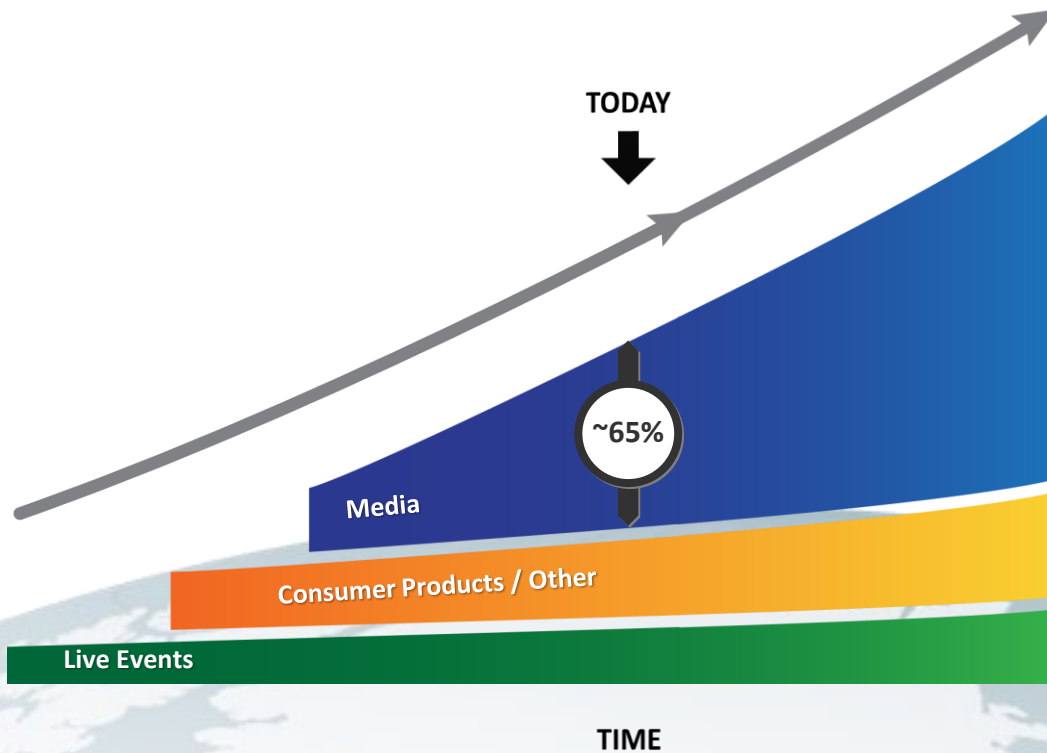 TODAY
~65%
Media
Consumer Products / Other
Live Events
TIME